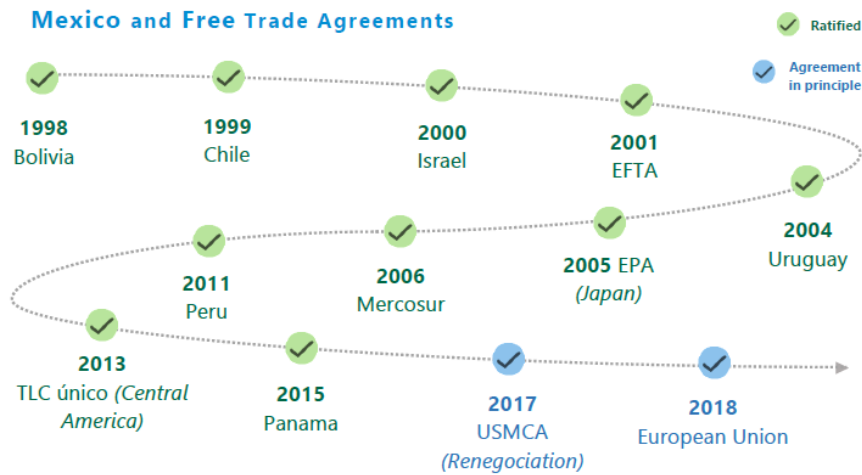 Mexico and Free Trade Agreements
Ratified
Agreement
in principle
1998
Bolivia
1999
Chile
2000
Israel
2001
EFTA
2004
Uruguay
2005 EPA
(Japan)
2006
Mercosur
2011
Peru
2013
TLC único (Central
America)
2015
Panama
2017
USMCA
(Renegociation)
2018
European Union